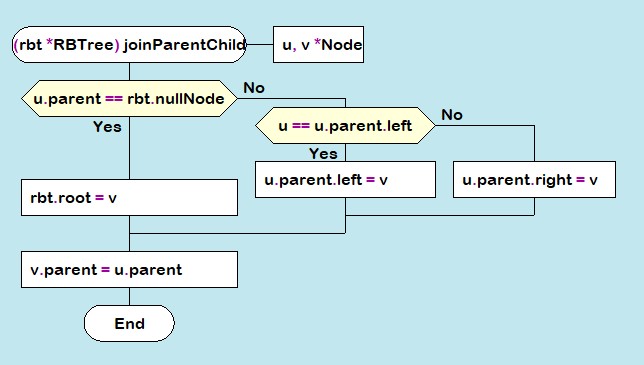 (rbt *RBTree) joinParentChild
u, v *Node
u.parent == rbt.nullNode
No
Yes
u == u.parent.left
No
Yes
rbt.root = v
u.parent.left = v
u.parent.right = v
v.parent = u.parent
End